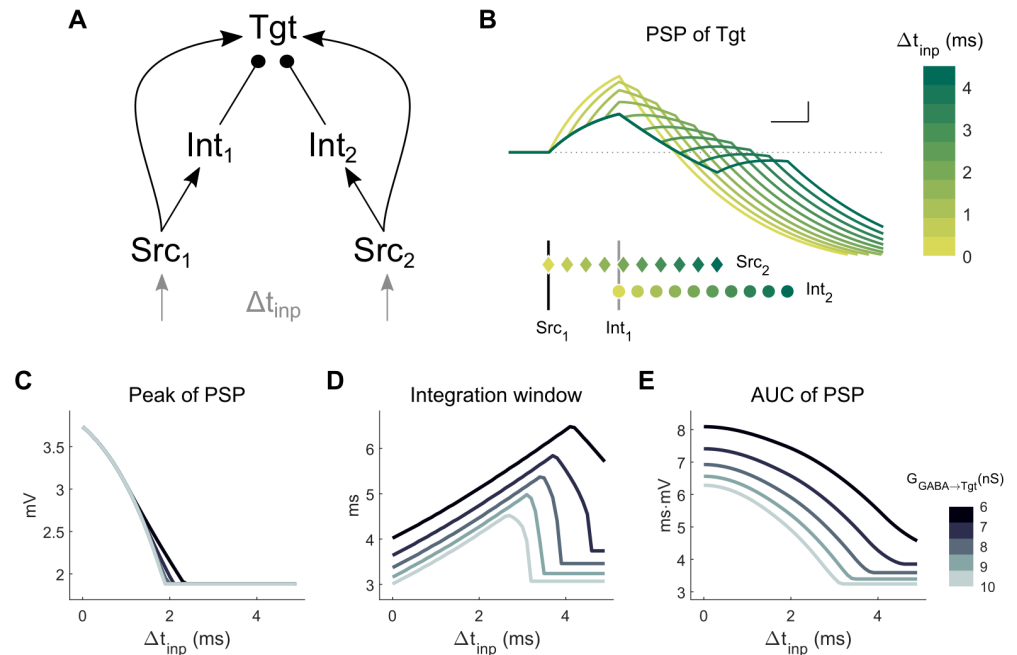 A
Tgt
Int1
Int2
Src1
Src2
Δtinp
B
PSP of Tgt
Δtinp (ms)
4
3
2
1
0
Src2
Int2
Src1
Int1
C
Peak of PSP
mV
3.5
3
2.5
2
0
2
4
Δtinp (ms)
D
Integration window
ms
6
5
4
3
0
2
4
Δtinp (ms)
E
AUC of PSP
ms·mV
8
7
6
5
4
3
0
2
4
Δtinp (ms)
GGABA→Tgt(nS)
6
7
8
9
10